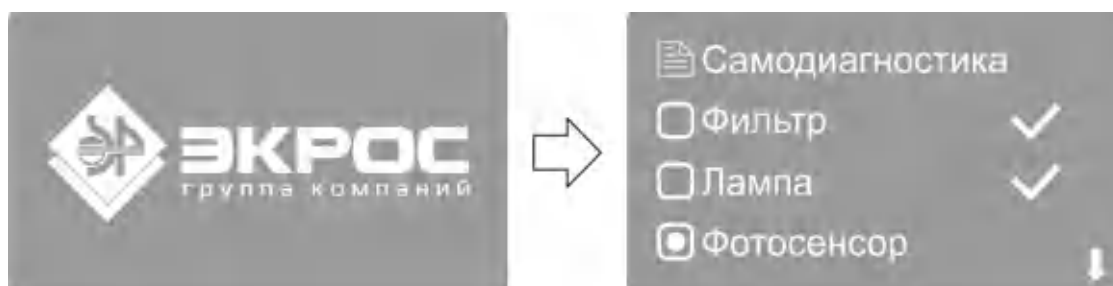 ЭКРОС
группа компаний
Самодиагностика
Фильтр
Лампа
Фотосенсор